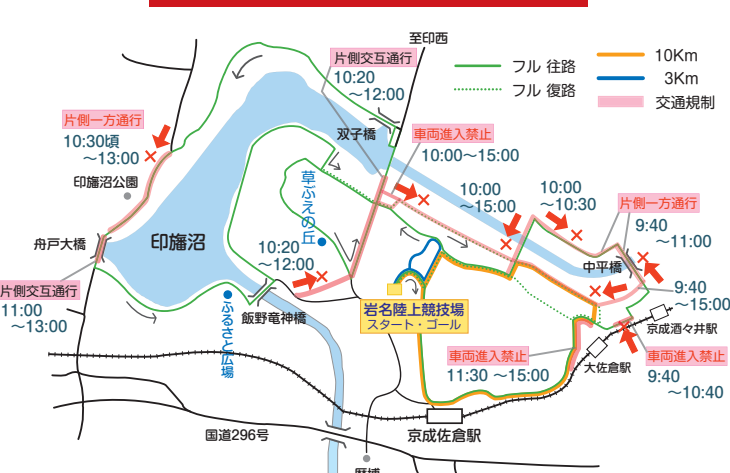 至印西
フル 往路
フル 復路
10Km
3Km
交通規制
片側交互通行
10:20
～12:00
双子橋
車両進入禁止
10:00～15:00
片側一方通行
10:30頃
～13:00
印旛沼公園
舟戸大橋
印旛沼
草ぶえの丘
10:00
～15:00
10:00
～10:30
片側一方通行
9:40
～11:00
中平橋
9:40
～15:00
10:20
～12:00
片側交互通行
11:00
～13:00
ふるさと広場
飯野竜神橋
岩名陸上競技場
スタート・ゴール
京成酒々井駅
大佐倉駅
車両進入禁止
11:30 ～15:00
車両進入禁止
9:40
～10:40
国道296号
京成佐倉駅